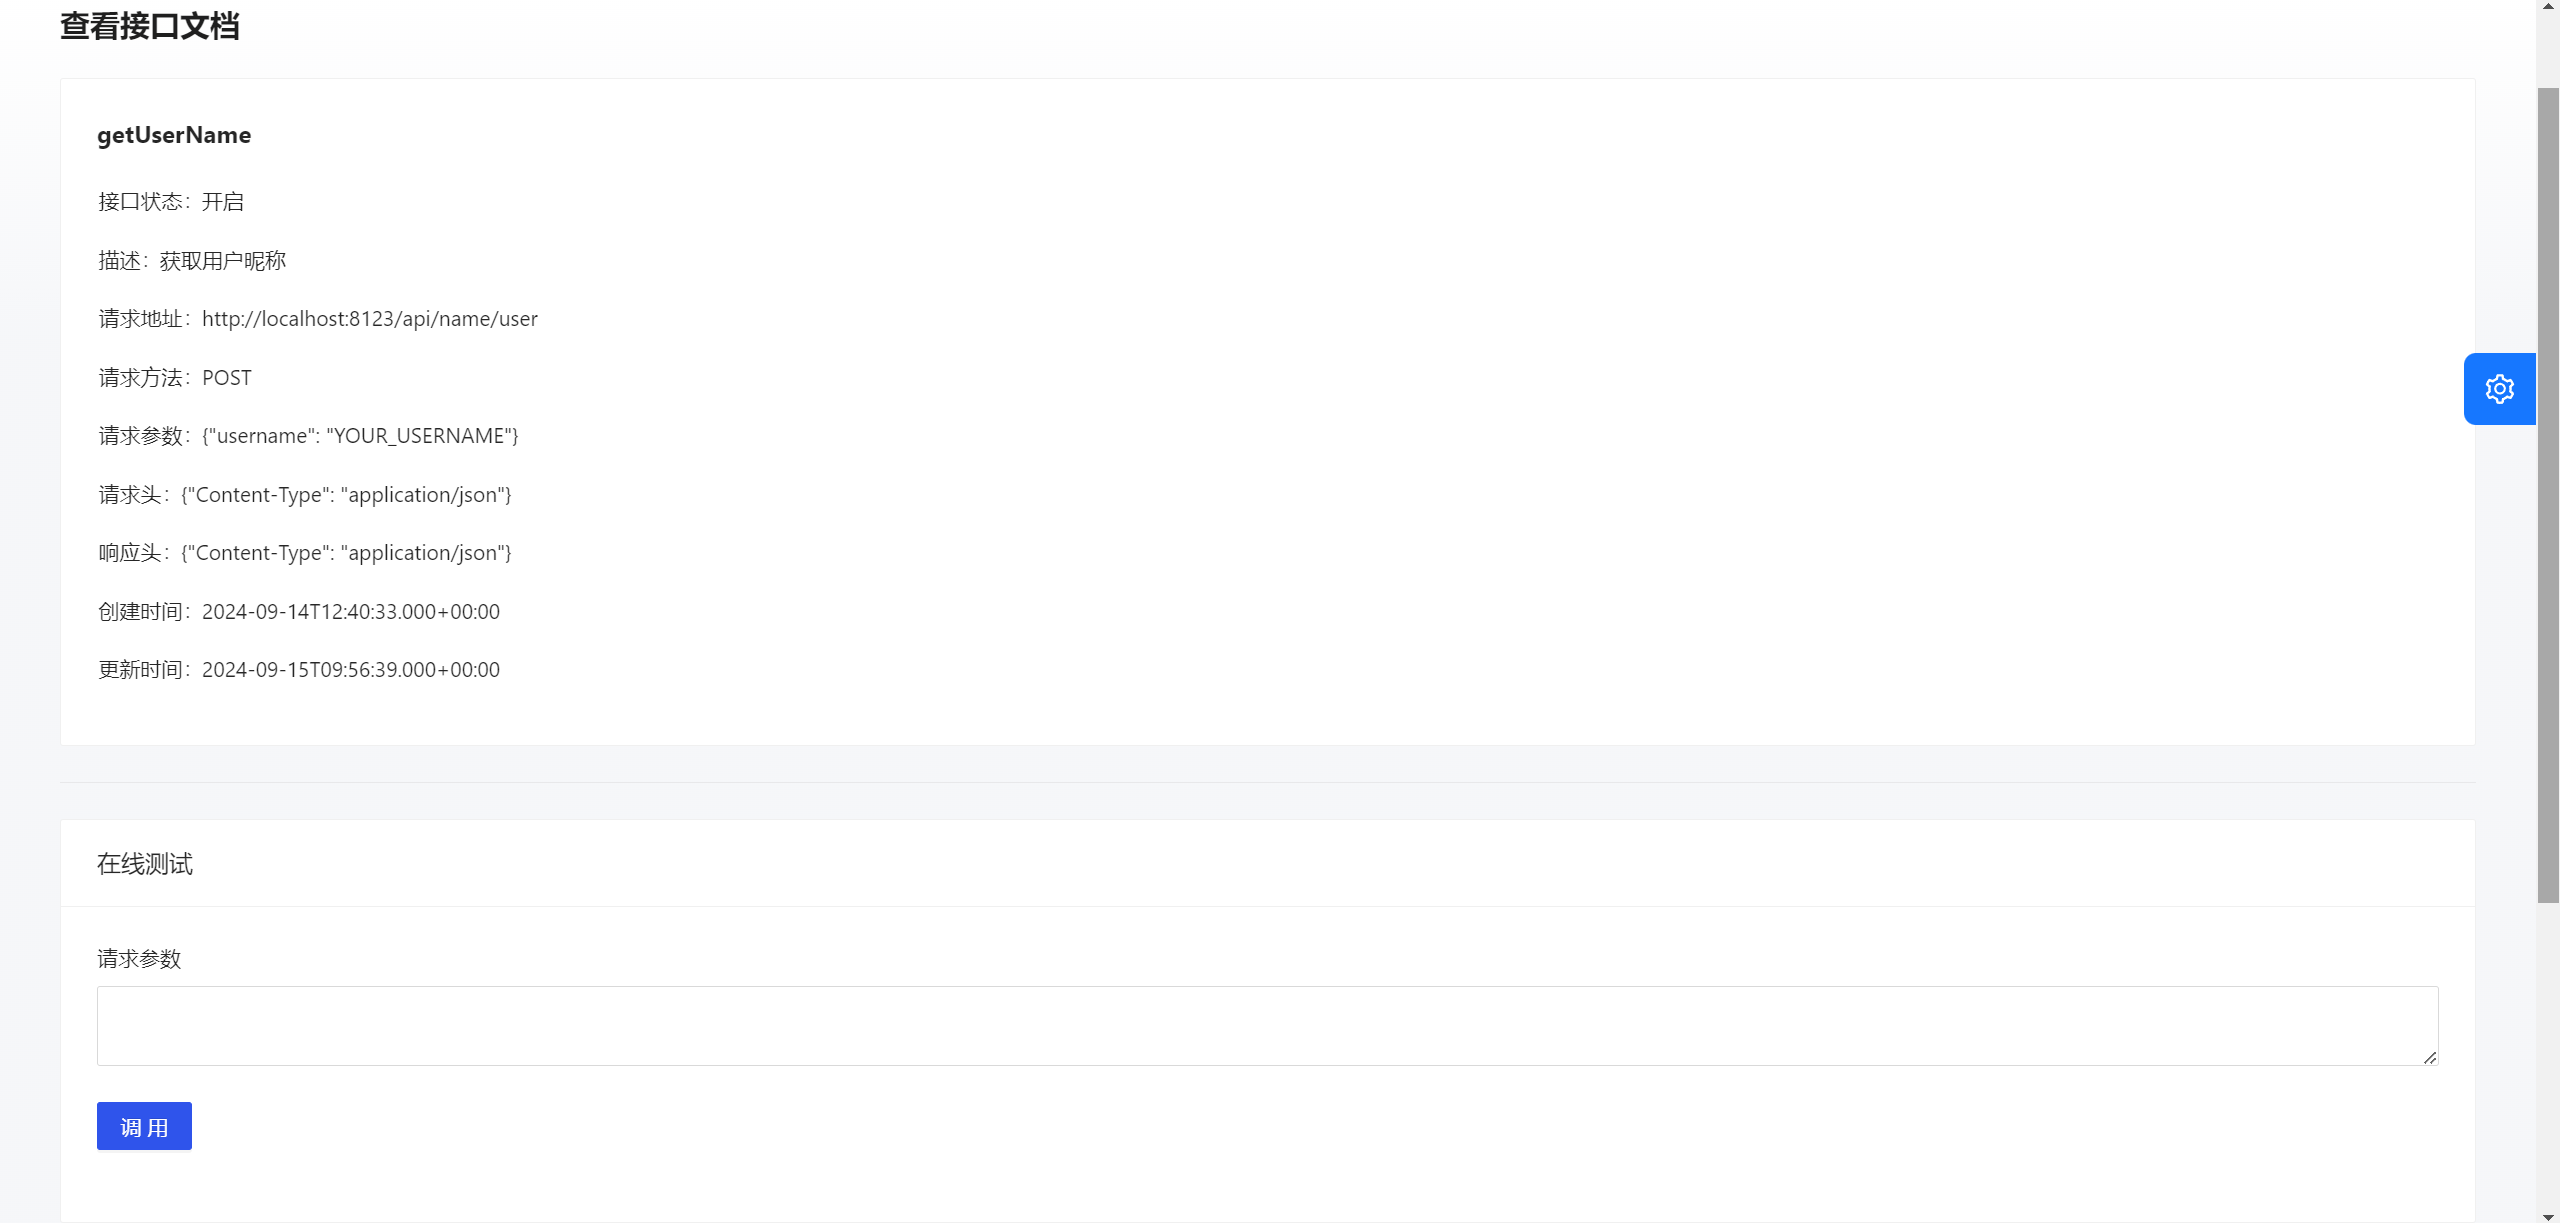 查看接口文档
getUserName
接口状态：开启
描述：获取用户昵称
请求地址：http://localhost:8123/api/name/user
请求方法：POST
请求参数：{"username": "YOUR_USERNAME"}
请求头：{"Content-Type": "application/json"}
响应头：{"Content-Type": "application/json"}
创建时间：2024-09-14T12:40:33.000+00:00
更新时间：2024-09-15T09:56:39.000+00:00
在线测试
请求参数
调 用